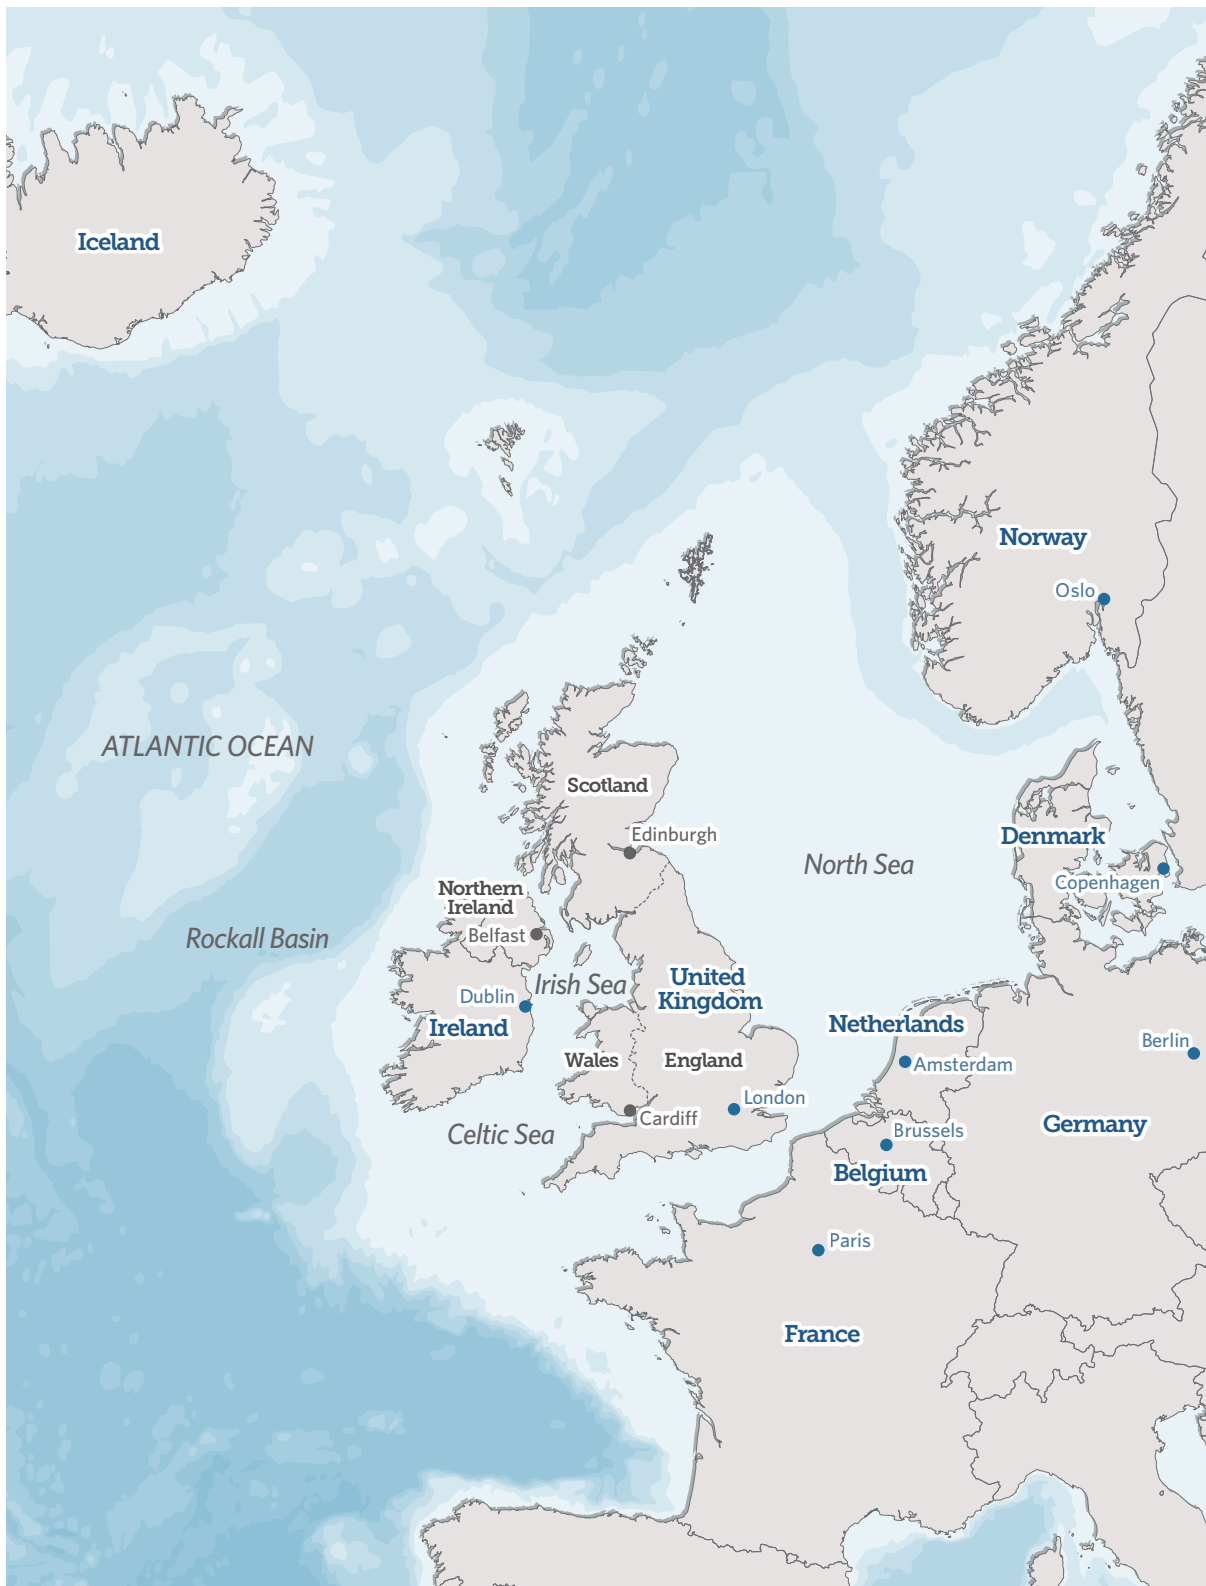 Iceland
Norway
Oslo
ATLANTIC OCEAN
Scotland
Edinburgh
Denmark
North Sea
Copenhagen
Northern
Ireland
Belfast
Rockall Basin
Irish Sea
United
Kingdom
Dublin
Ireland
Netherlands
Berlin
Wales
England
Amsterdam
London
Cardiff
Celtic Sea
Germany
Brussels
Belgium
Paris
France